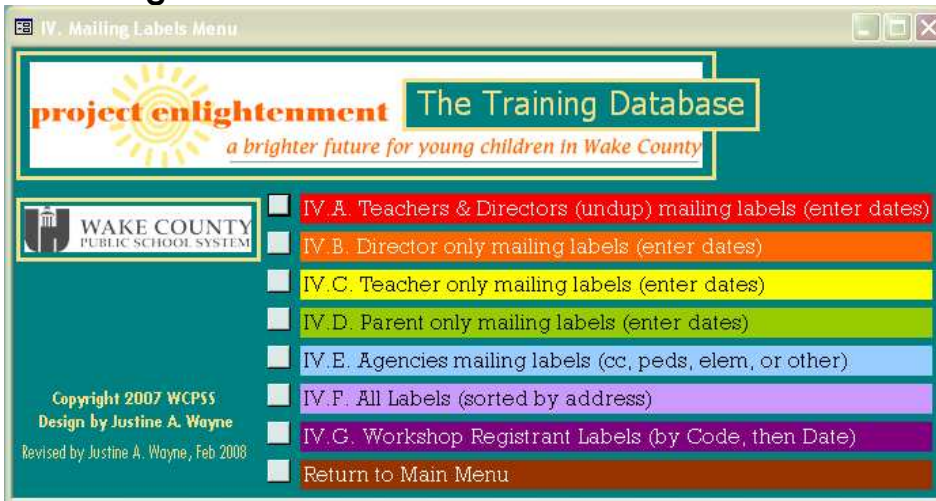 IV. Mailing Labels Menu
project enlightenment
The Training Database
a brighter future for young children in Wake County
WAKE COUNTY
PUBLIC SCHOOL SYSTEM
IV.A. Teachers & Directors (undup) mailing labels (enter dates)
IV.B. Director only mailing labels (enter dates)
IV.C. Teacher only mailing labels (enter dates)
IV.D. Parent only mailing labels (enter dates)
IV.E. Agencies mailing labels (cc, peds, elem, or other)
IV.F. All Labels (sorted by address)
IV.G. Workshop Registrant Labels (by Code, then Date)
Return to Main Menu
Copyright 2007 WCPSS
Design by Justine A. Wayne
Revised by Justine A. Wayne, Feb 2008